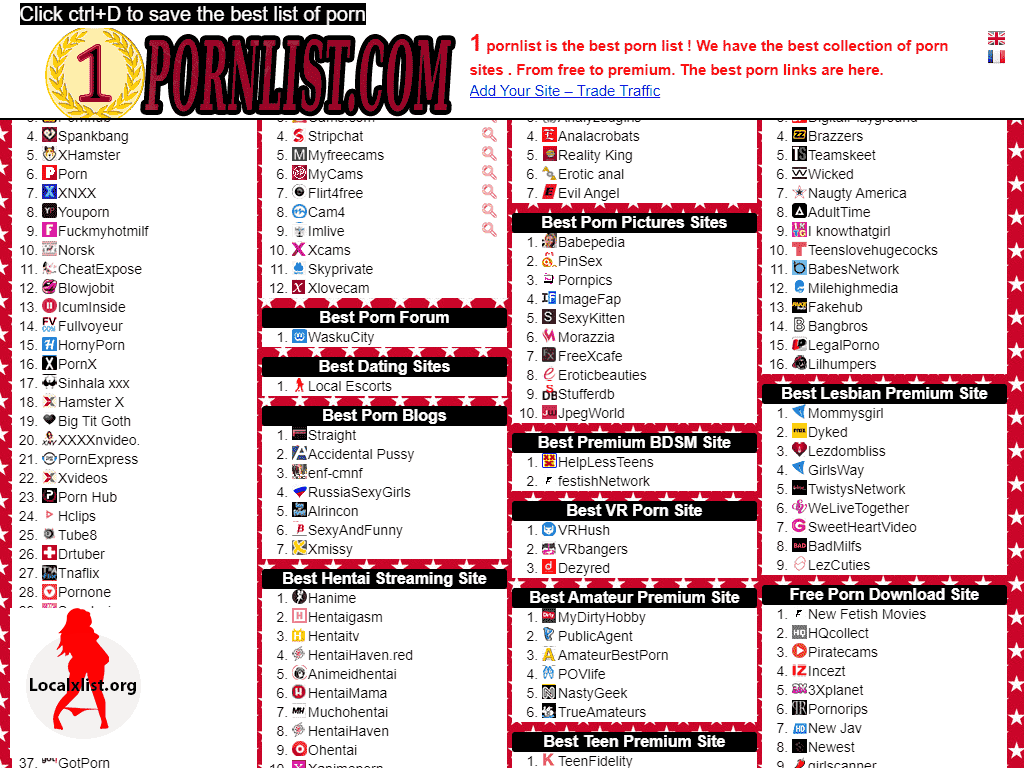 Click ctrl+D to save the best list of porn
1 PORNLIST.COM
1 pornlist is the best porn list ! We have the best collection of porn
sites . From free to premium. The best porn links are here.
Add Your Site – Trade Traffic
4. Spankbang
5. XHamster
6. Porn
7. XNXX
8. Youporn
9. Fuckmyhotmilf
10. Norsk
11. CheatExpose
12. Blowjobit
13. IcumInside
14. Fullvoyeur
15. HornyPorn
16. PornX
17. Sinhala xxx
18. Hamster X
19. Big Tit Goth
20. XXXXnvideo.
21. PornExpress
22. Xvideos
23. Porn Hub
24. Hclips
25. Tube8
26. Drtuber
27. Tnaflix
28. Pornone
Localxlist.org
37. GotPorn
4. Stripchat
5. Myfreecams
6. MyCams
7. Flirt4free
8. Cam4
9. Imlive
10. Xcams
11. Skyprivate
12. Xlovecam
Best Porn Forum
1. WaskuCity
Best Dating Sites
1. Local Escorts
Best Porn Blogs
1. Straight
2. Accidental Pussy
3. enf-cmnf
4. RussiaSexyGirls
5. Alrincon
6. SexyAndFunny
7. Xmissy
Best Hentai Streaming Site
1. Hanime
2. Hentaigasm
3. Hentaitv
4. HentaiHaven.red
5. Animeidhentai
6. HentaiMama
7. Muchohentai
8. HentaiHaven
9. Ohentai
4. Analacrobats
5. Reality King
6. Erotic anal
7. Evil Angel
Best Porn Pictures Sites
1. Babepedia
2. PinSex
3. Pornpics
4. ImageFap
5. SexyKitten
6. Morazzia
7. FreeXcafe
8. Eroticbeauties
9. Stufferdb
10. JpegWorld
Best Premium BDSM Site
1. HelpLessTeens
2. festishNetwork
Best VR Porn Site
1. VRHush
2. VRbangers
3. Dezyred
Best Amateur Premium Site
1. MyDirtyHobby
2. PublicAgent
3. AmateurBestPorn
4. POVlife
5. NastyGeek
6. TrueAmateurs
Best Teen Premium Site
1. TeenFidelity
4. Brazzers
5. Teamskeet
6. Wicked
7. Naugty America
8. AdultTime
9. I knowthatgirl
10. Teenslovehugecocks
11. BabesNetwork
12. Milehighmedia
13. Fakehub
14. Bangbros
15. LegalPorno
16. Lilhumpers
Best Lesbian Premium Site
1. Mommysgirl
2. Dyked
3. Lezdombliss
4. GirlsWay
5. TwistysNetwork
6. WeLiveTogether
7. SweetHeartVideo
8. BadMilfs
9. LezCuties
Free Porn Download Site
1. New Fetish Movies
2. HQcollect
3. Piratecams
4. Incezt
5. 3Xplanet
6. Pornorips
7. New Jav
8. Newest
9. girlscanner